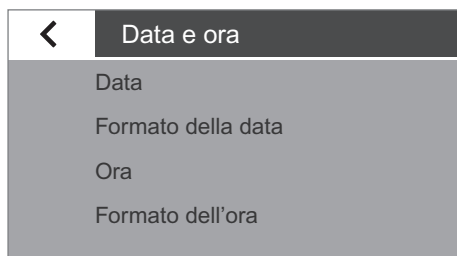 Data e ora
Data
Formato della data
Ora
Formato dell’ora